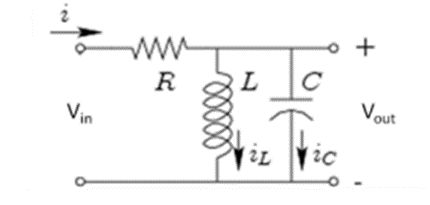 i
+
R L C
Vin Vout
iL iC
-